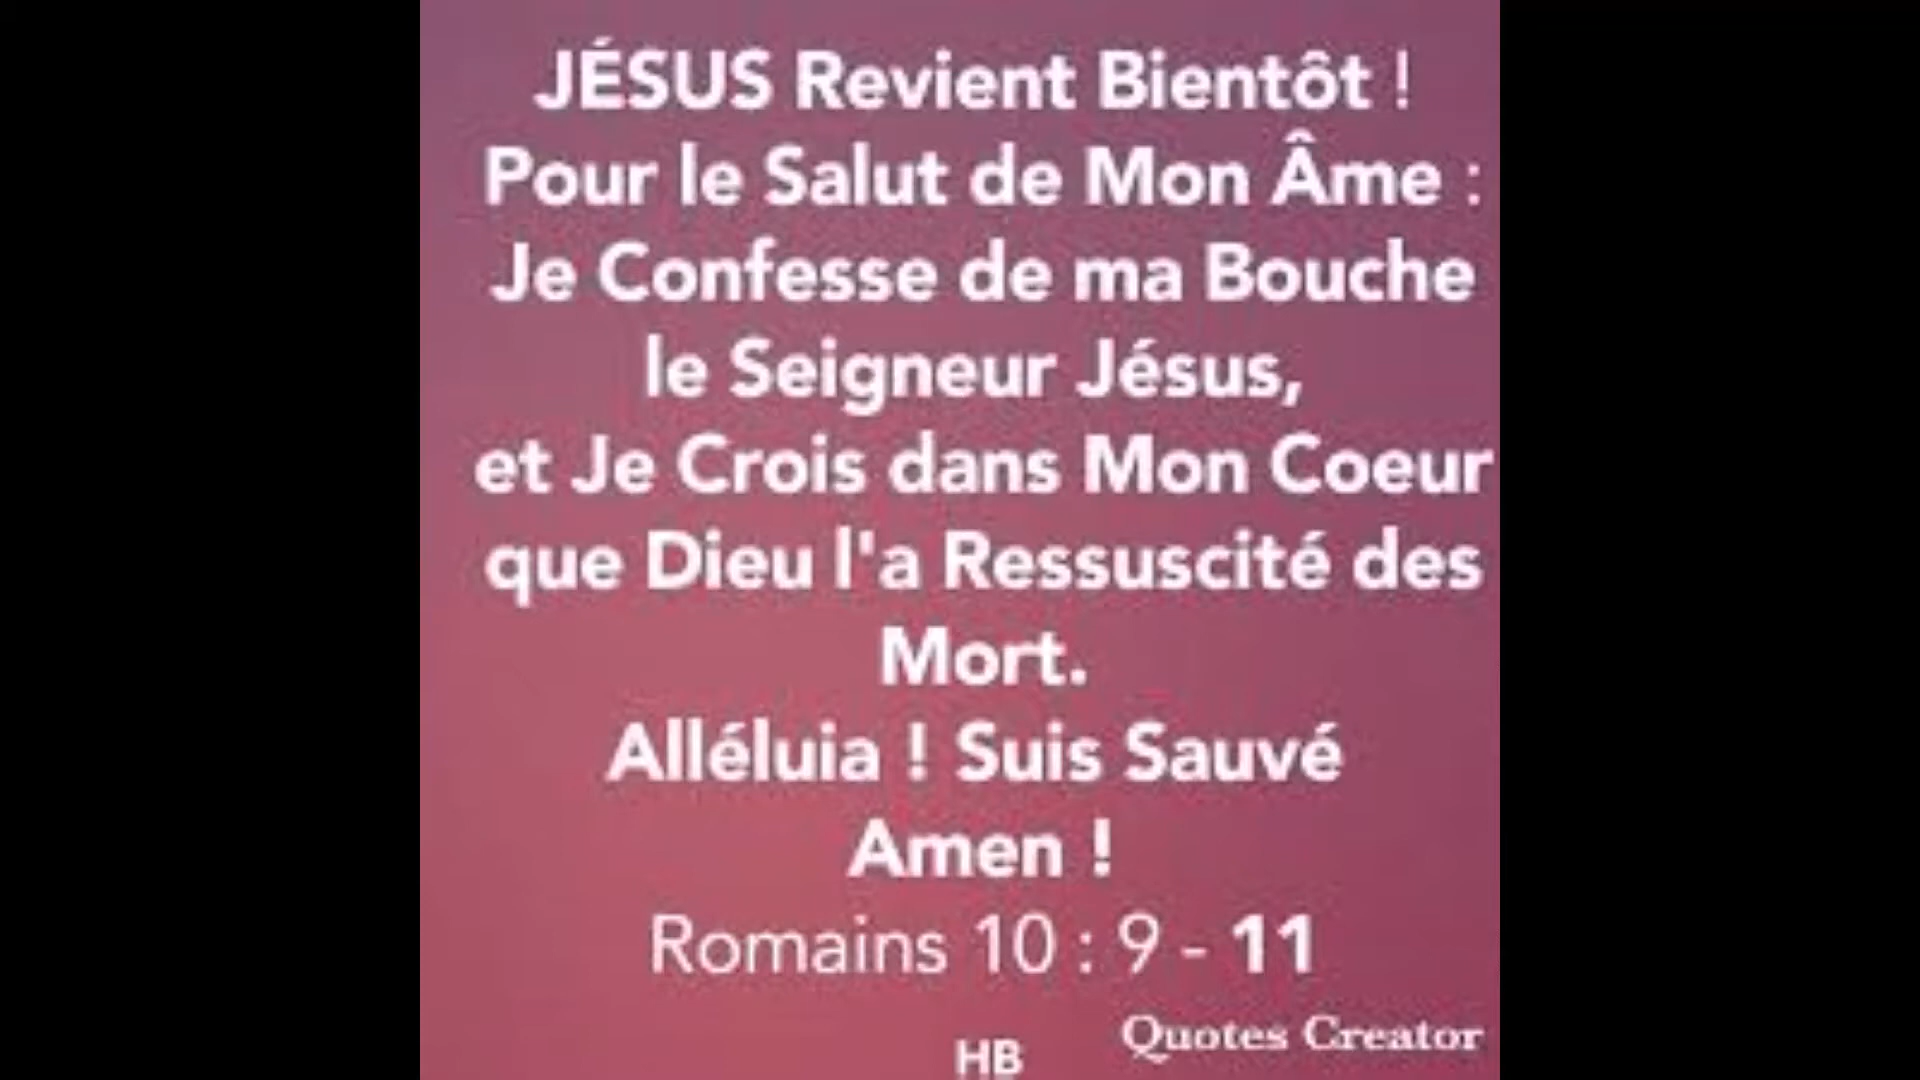 JÉSUS Revient Bientôt !
Pour le Salut de Mon Âme :
Je Confesse de ma Bouche
le Seigneur Jésus,
et Je Crois dans Mon Coeur
que Dieu l'a Ressuscité des
Mort.
Alléluia ! Suis Sauvé
Amen !
Romains 10 : 9 - 11
Quotes Creator
HB